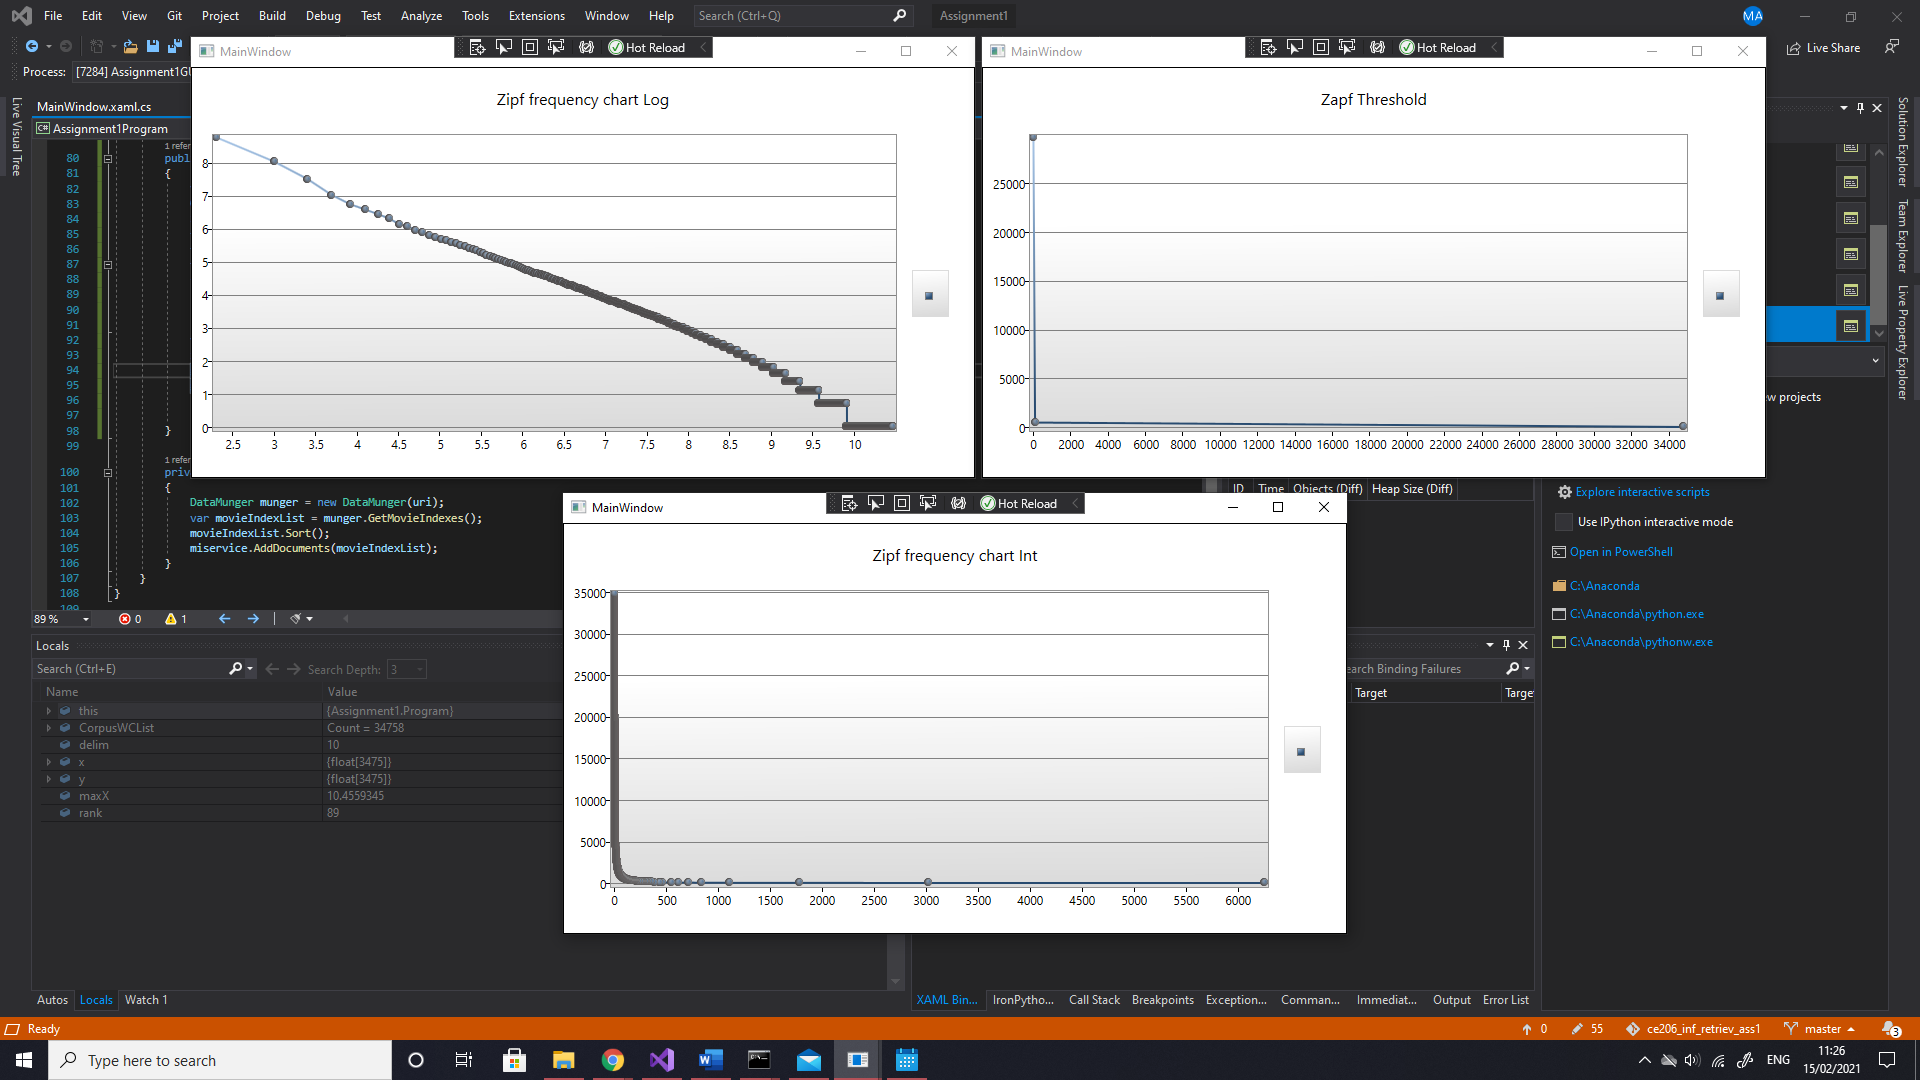 File Edit View Git Project Build Debug Test Analyze Tools Extensions Window Help Search (Ctrl+Q) Assignment1 MA
Live Share
Process: [7284] Assignment1GU
MainWindow.xaml.cs
Assignment1Program
Live Visual Tree
1 refer
80 publ
81 {
82
83
84
85
86
87
88
89
90
91
92
93
94
95
96
97
98 }
99
1 refer
100 priv
101 {
102 DataMunger munger = new DataMunger(uri);
103 var movieIndexList = munger.GetMovieIndexes();
104 movieIndexList.Sort();
105 miservice.AddDocuments(movieIndexList);
106 }
107 }
108 }
109
89 % 0 1
MainWindow Hot Reload
Zipf frequency chart Log
8
7
6
5
4
3
2
1
0
2.5 3 3.5 4 4.5 5 5.5 6 6.5 7 7.5 8 8.5 9 9.5 10
MainWindow Hot Reload
Zapf Threshold
25000
20000
15000
10000
5000
0
0 2000 4000 6000 8000 10000 12000 14000 16000 18000 20000 22000 24000 26000 28000 30000 32000 34000
MainWindow Hot Reload
Zipf frequency chart Int
35000
30000
25000
20000
15000
10000
5000
0
0 500 1000 1500 2000 2500 3000 3500 4000 4500 5000 5500 6000
ID Time Objects (Diff) Heap Size (Diff)
Solution Explorer
Team Explorer
Live Property Explorer
w projects
Explore interactive scripts
Use IPython interactive mode
Open in PowerShell
C:\Anaconda
C:\Anaconda\python.exe
C:\Anaconda\pythonw.exe
Locals
Search (Ctrl+E) Search Depth: 3
Name Value
this {Assignment1.Program}
CorpusWCList Count = 34758
delim 10
x {float[3475]}
y {float[3475]}
maxX 10.4559345
rank 89
earch Binding Failures
Target Targe
Autos Locals Watch 1
XAML Bin... IronPytho... Call Stack Breakpoints Exception... Comman... Immediat... Output Error List
Ready 0 55 ce206_inf_retriev_ass1 master 3
Type here to search
ENG
11:26
15/02/2021